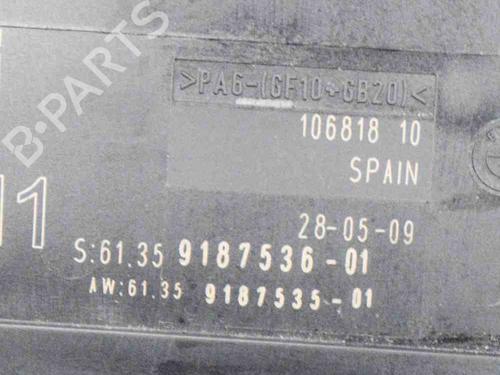 B-PARTS
>PA6-(GF10+GB20)<
106818 10
SPAIN
11
28-05-09
S:61.35 9187536-01
AW:61.35 9187535-01